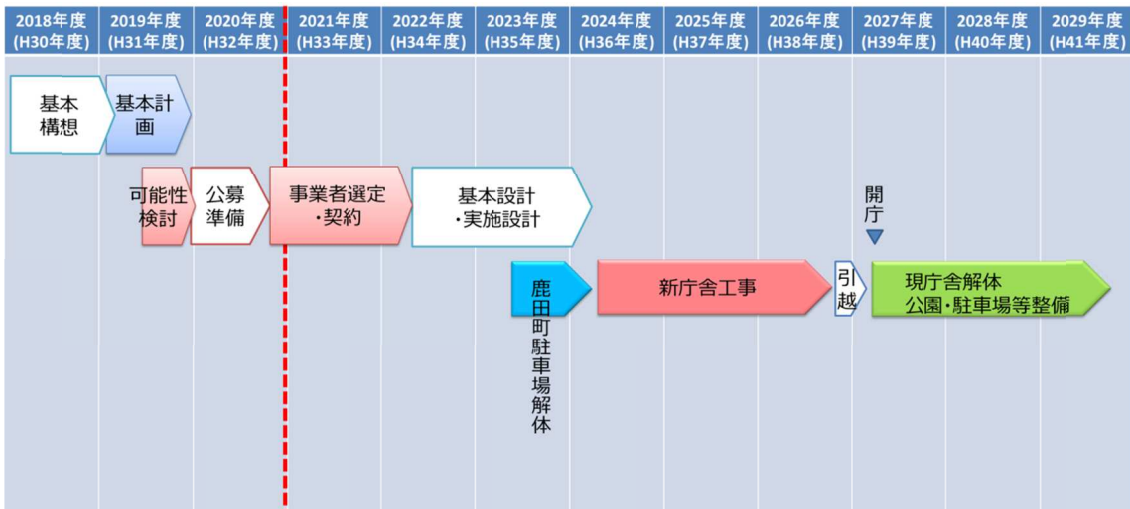 2018年度 2019年度 2020年度 2021年度 2022年度 2023年度 2024年度 2025年度 2026年度 2027年度 2028年度 2029年度
(H30年度) (H31年度) (H32年度) (H33年度) (H34年度) (H35年度) (H36年度) (H37年度) (H38年度) (H39年度) (H40年度) (H41年度)
基本
構想
基本計
画
可能性
検討
公募
準備
事業者選定
・契約
基本設計
・実施設計
開庁
鹿田町駐車場解体
新庁舎工事
引越
現庁舎解体
公園・駐車場等整備